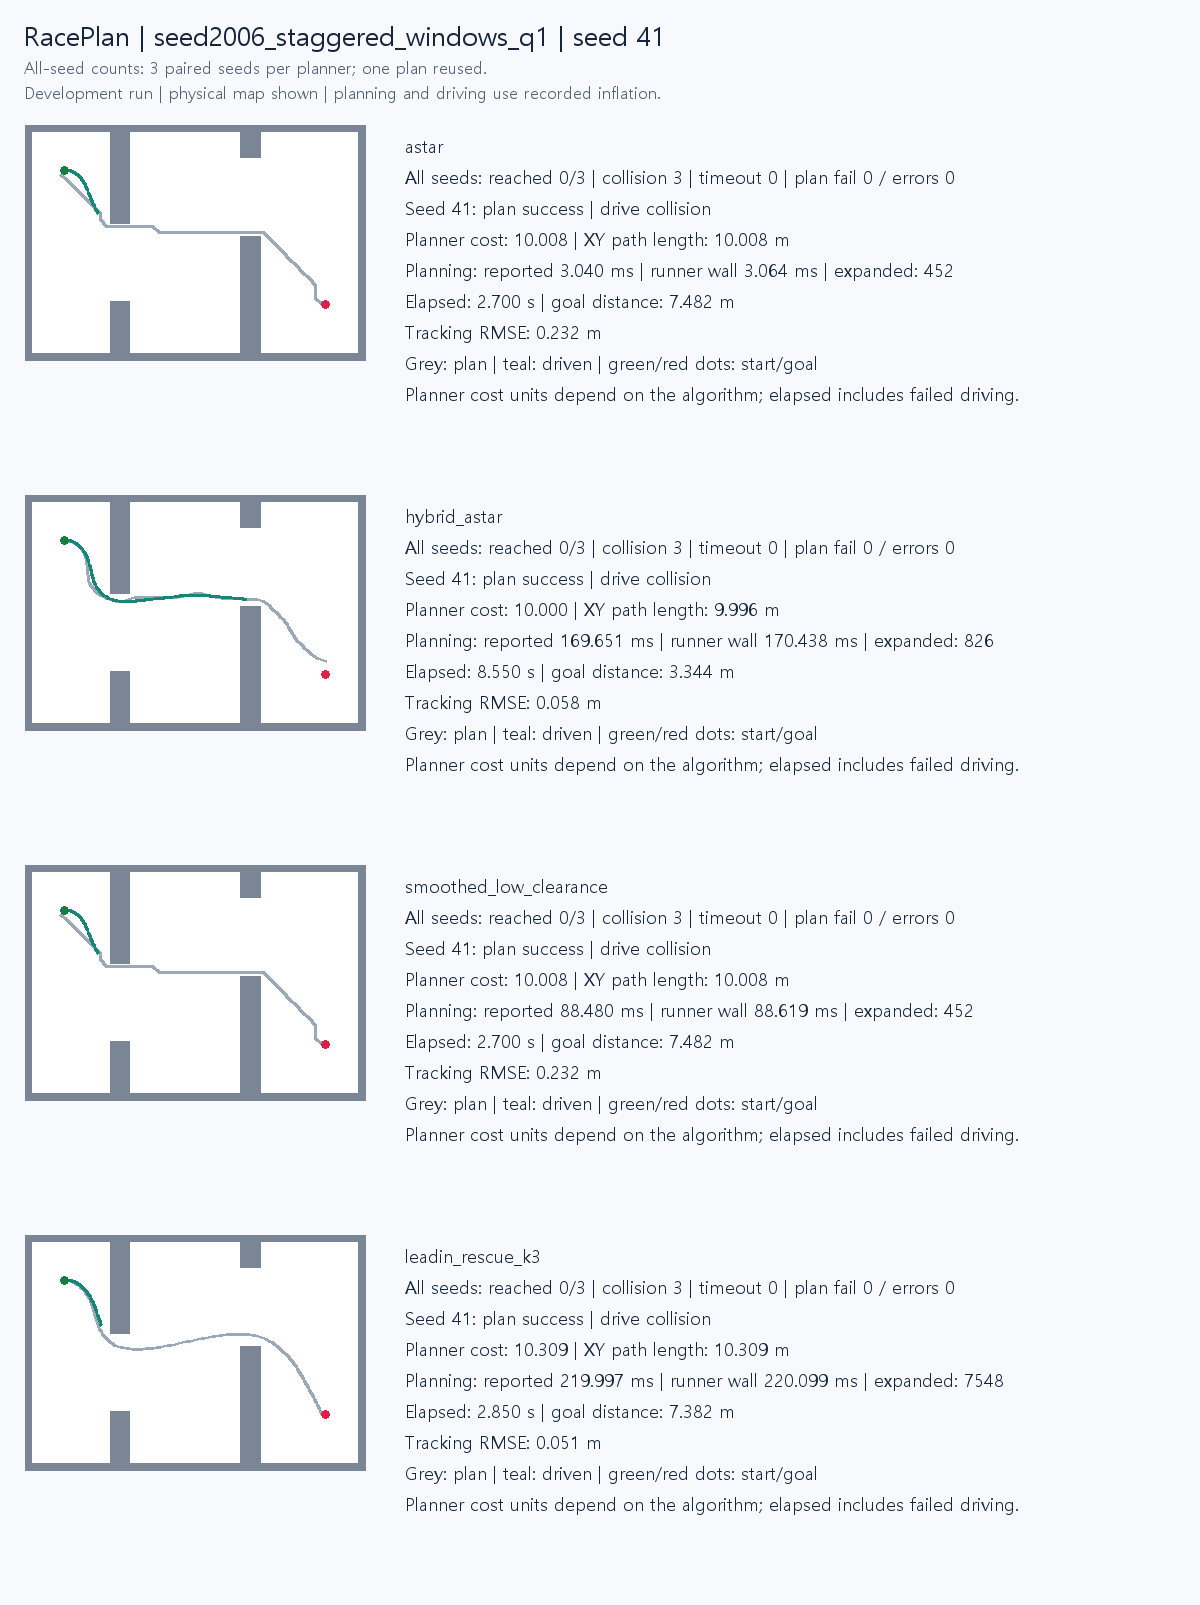 RacePlan | seed2006_staggered_windows_q1 | seed 41
All-seed counts: 3 paired seeds per planner; one plan reused.
Development run | physical map shown | planning and driving use recorded inflation.
astar
All seeds: reached 0/3 | collision 3 | timeout 0 | plan fail 0 / errors 0
Seed 41: plan success | drive collision
Planner cost: 10.008 | XY path length: 10.008 m
Planning: reported 3.040 ms | runner wall 3.064 ms | expanded: 452
Elapsed: 2.700 s | goal distance: 7.482 m
Tracking RMSE: 0.232 m
Grey: plan | teal: driven | green/red dots: start/goal
Planner cost units depend on the algorithm; elapsed includes failed driving.
hybrid_astar
All seeds: reached 0/3 | collision 3 | timeout 0 | plan fail 0 / errors 0
Seed 41: plan success | drive collision
Planner cost: 10.000 | XY path length: 9.996 m
Planning: reported 169.651 ms | runner wall 170.438 ms | expanded: 826
Elapsed: 8.550 s | goal distance: 3.344 m
Tracking RMSE: 0.058 m
Grey: plan | teal: driven | green/red dots: start/goal
Planner cost units depend on the algorithm; elapsed includes failed driving.
smoothed_low_clearance
All seeds: reached 0/3 | collision 3 | timeout 0 | plan fail 0 / errors 0
Seed 41: plan success | drive collision
Planner cost: 10.008 | XY path length: 10.008 m
Planning: reported 88.480 ms | runner wall 88.619 ms | expanded: 452
Elapsed: 2.700 s | goal distance: 7.482 m
Tracking RMSE: 0.232 m
Grey: plan | teal: driven | green/red dots: start/goal
Planner cost units depend on the algorithm; elapsed includes failed driving.
leadin_rescue_k3
All seeds: reached 0/3 | collision 3 | timeout 0 | plan fail 0 / errors 0
Seed 41: plan success | drive collision
Planner cost: 10.309 | XY path length: 10.309 m
Planning: reported 219.997 ms | runner wall 220.099 ms | expanded: 7548
Elapsed: 2.850 s | goal distance: 7.382 m
Tracking RMSE: 0.051 m
Grey: plan | teal: driven | green/red dots: start/goal
Planner cost units depend on the algorithm; elapsed includes failed driving.